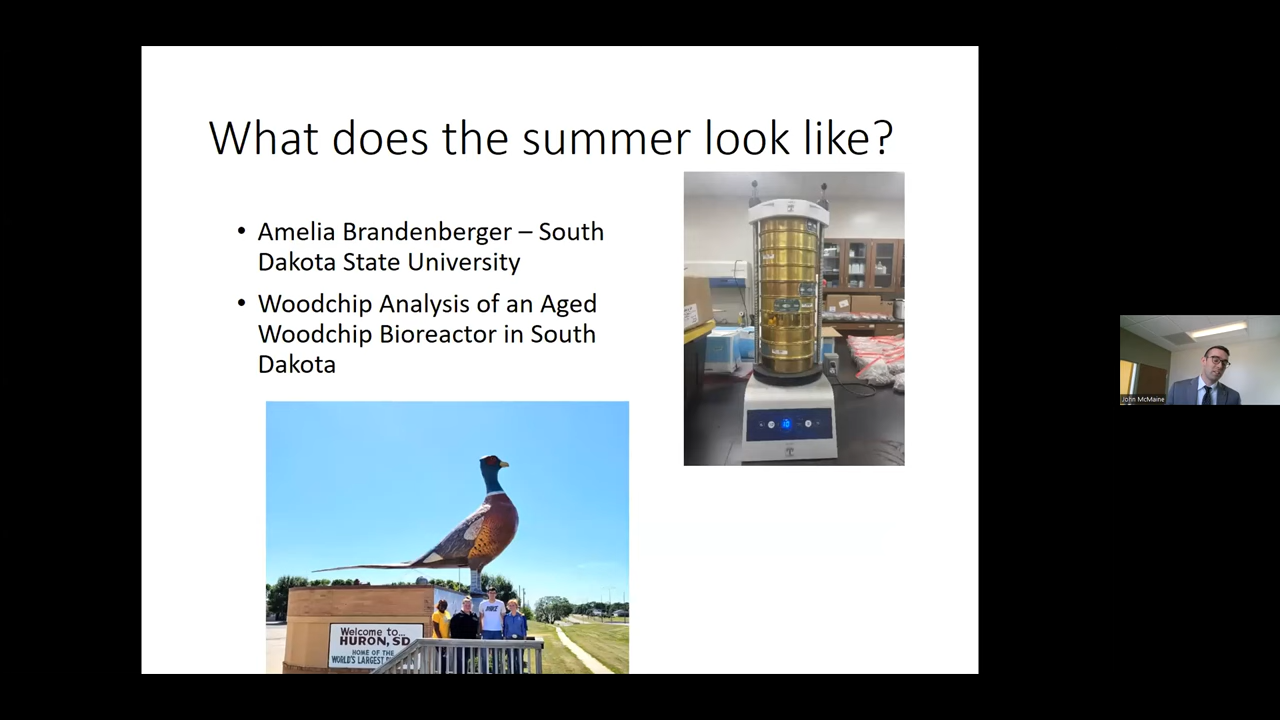 What does the summer look like?
• Amelia Brandenberger – South
Dakota State University
• Woodchip Analysis of an Aged
Woodchip Bioreactor in South
Dakota
Welcome to...
HURON, SD
HOME OF THE
WORLD'S LARGEST
John McMaine